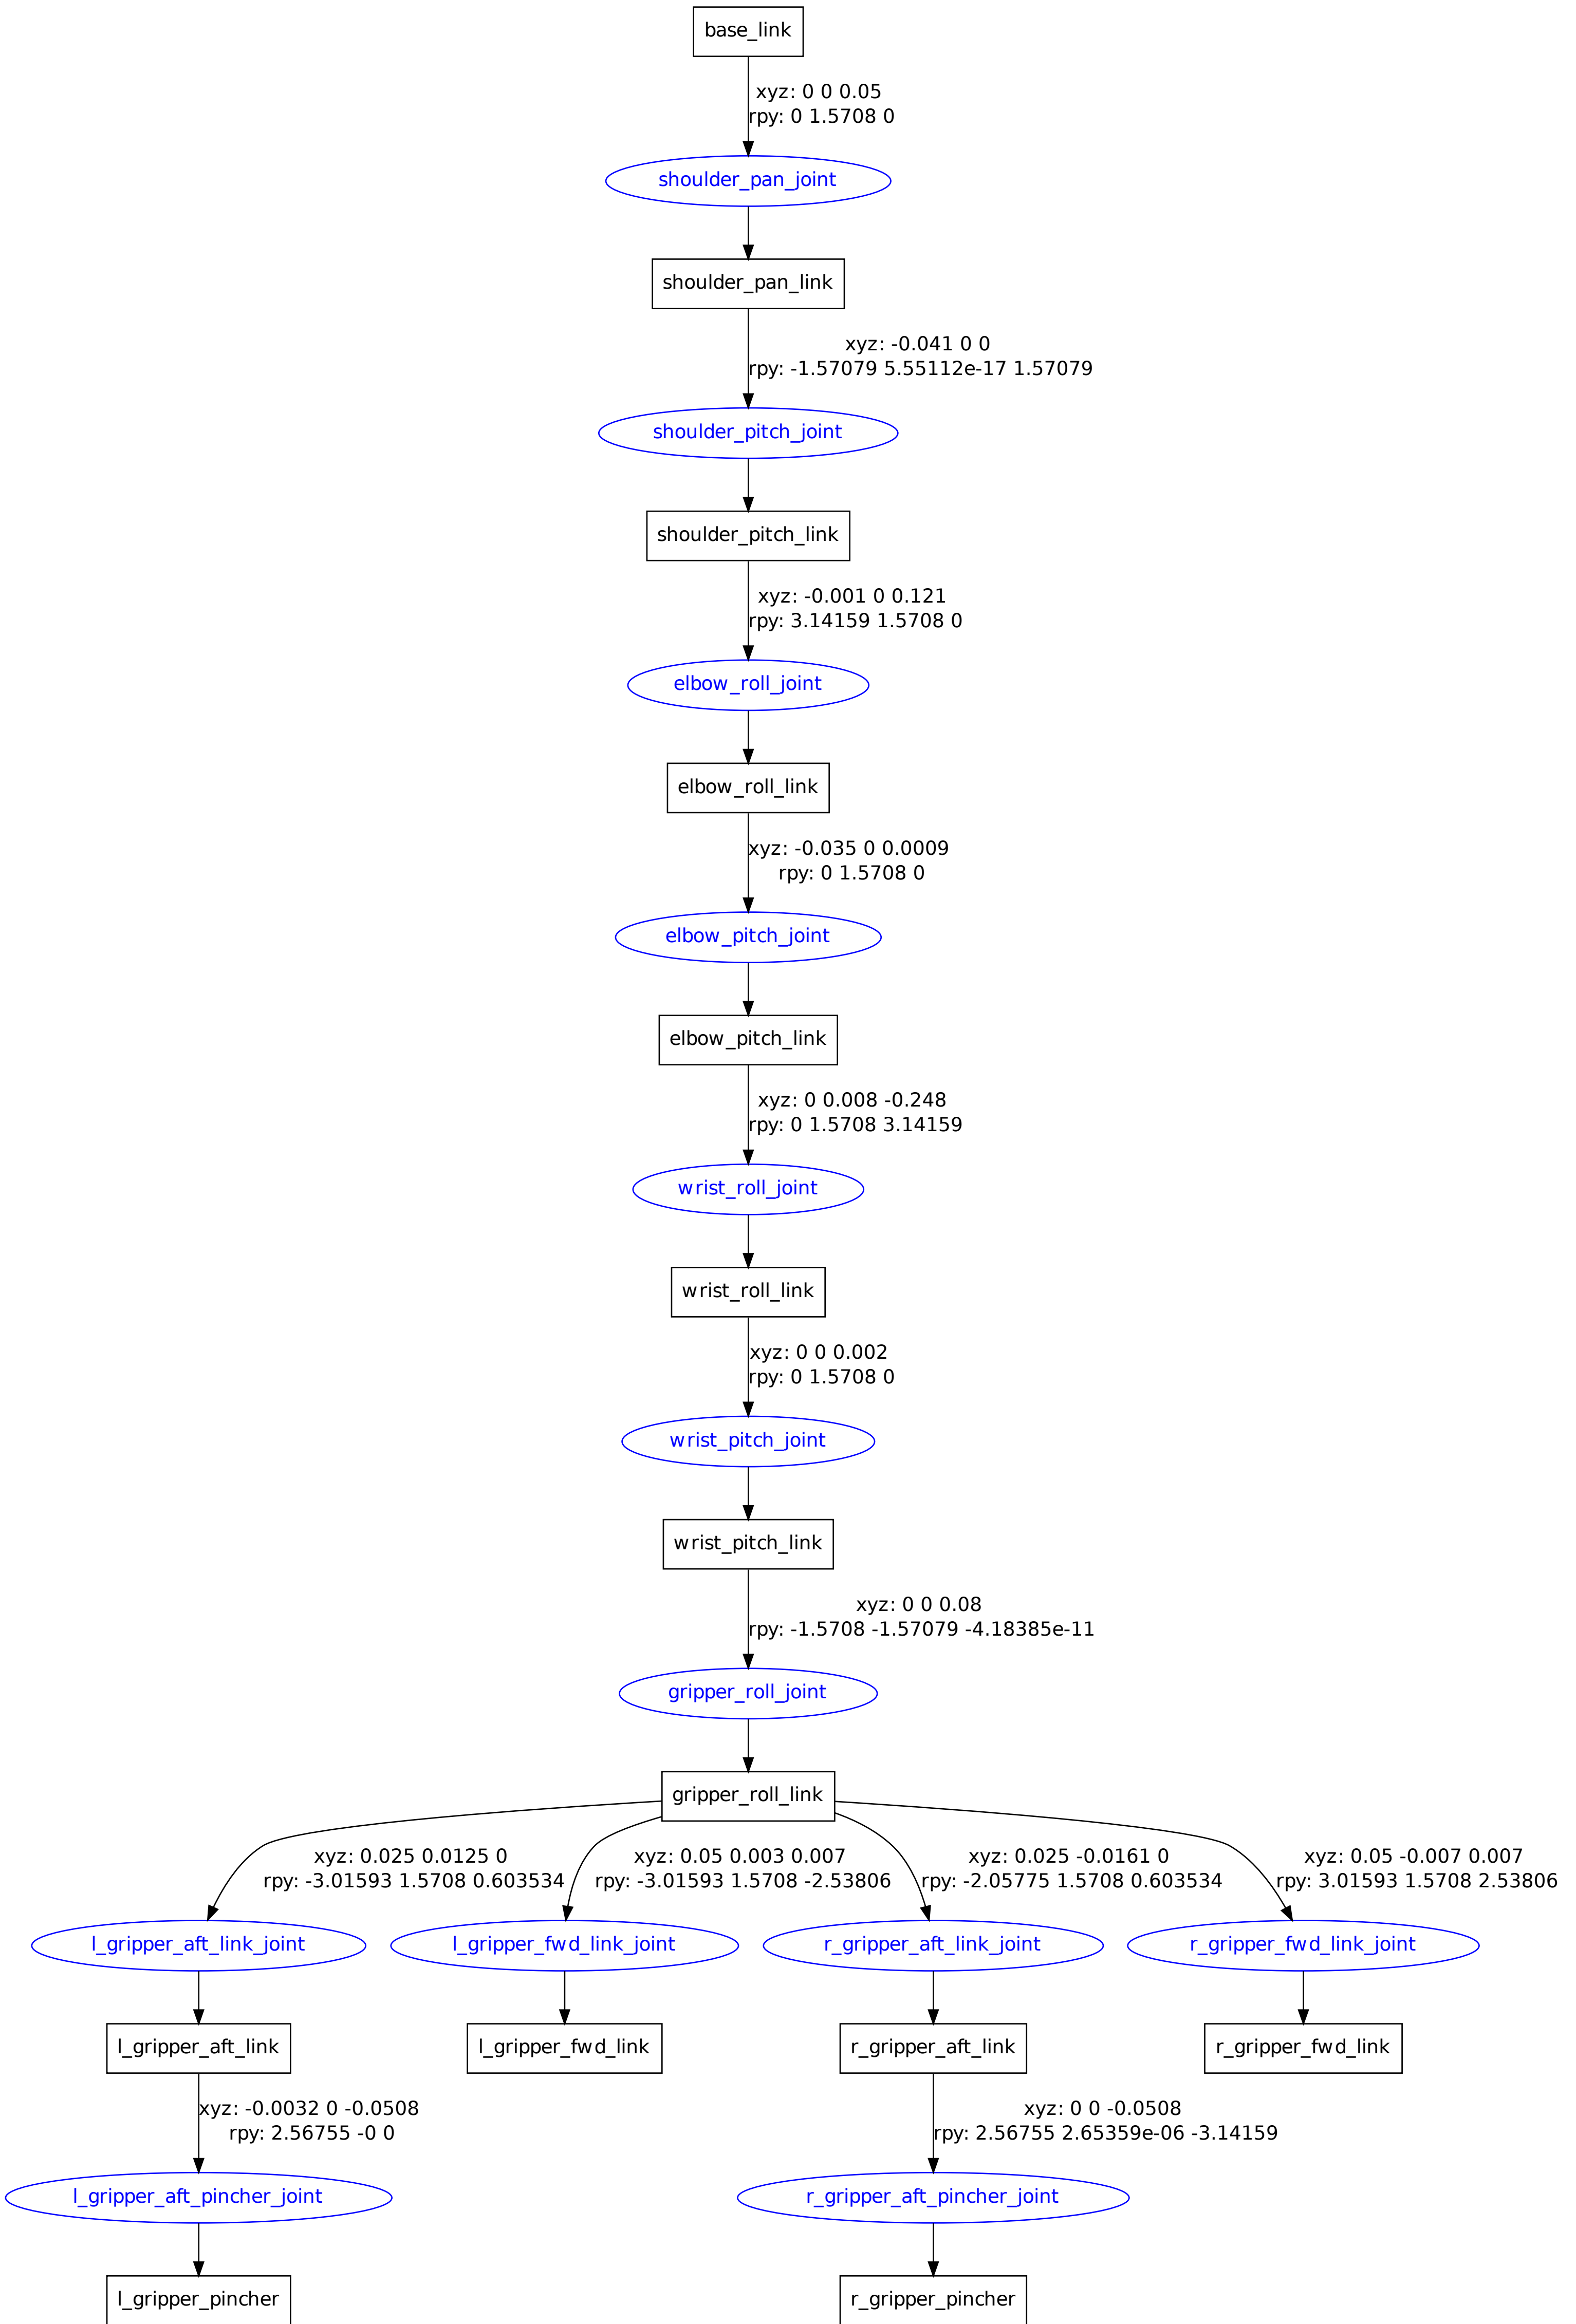 base_link
xyz: 0 0 0.05
rpy: 0 1.5708 0
shoulder_pan_joint
shoulder_pan_link
xyz: -0.041 0 0
rpy: -1.57079 5.55112e-17 1.57079
shoulder_pitch_joint
shoulder_pitch_link
xyz: -0.001 0 0.121
rpy: 3.14159 1.5708 0
elbow_roll_joint
elbow_roll_link
xyz: -0.035 0 0.0009
rpy: 0 1.5708 0
elbow_pitch_joint
elbow_pitch_link
xyz: 0 0.008 -0.248
rpy: 0 1.5708 3.14159
wrist_roll_joint
wrist_roll_link
xyz: 0 0 0.002
rpy: 0 1.5708 0
wrist_pitch_joint
wrist_pitch_link
xyz: 0 0 0.08
rpy: -1.5708 -1.57079 -4.18385e-11
gripper_roll_joint
gripper_roll_link
xyz: 0.025 0.0125 0
rpy: -3.01593 1.5708 0.603534
xyz: 0.05 0.003 0.007
rpy: -3.01593 1.5708 -2.53806
xyz: 0.025 -0.0161 0
rpy: -2.05775 1.5708 0.603534
xyz: 0.05 -0.007 0.007
rpy: 3.01593 1.5708 2.53806
l_gripper_aft_link_joint
l_gripper_fwd_link_joint
r_gripper_aft_link_joint
r_gripper_fwd_link_joint
l_gripper_aft_link
l_gripper_fwd_link
r_gripper_aft_link
r_gripper_fwd_link
xyz: -0.0032 0 -0.0508
rpy: 2.56755 -0 0
xyz: 0 0 -0.0508
rpy: 2.56755 2.65359e-06 -3.14159
l_gripper_aft_pincher_joint
r_gripper_aft_pincher_joint
l_gripper_pincher
r_gripper_pincher